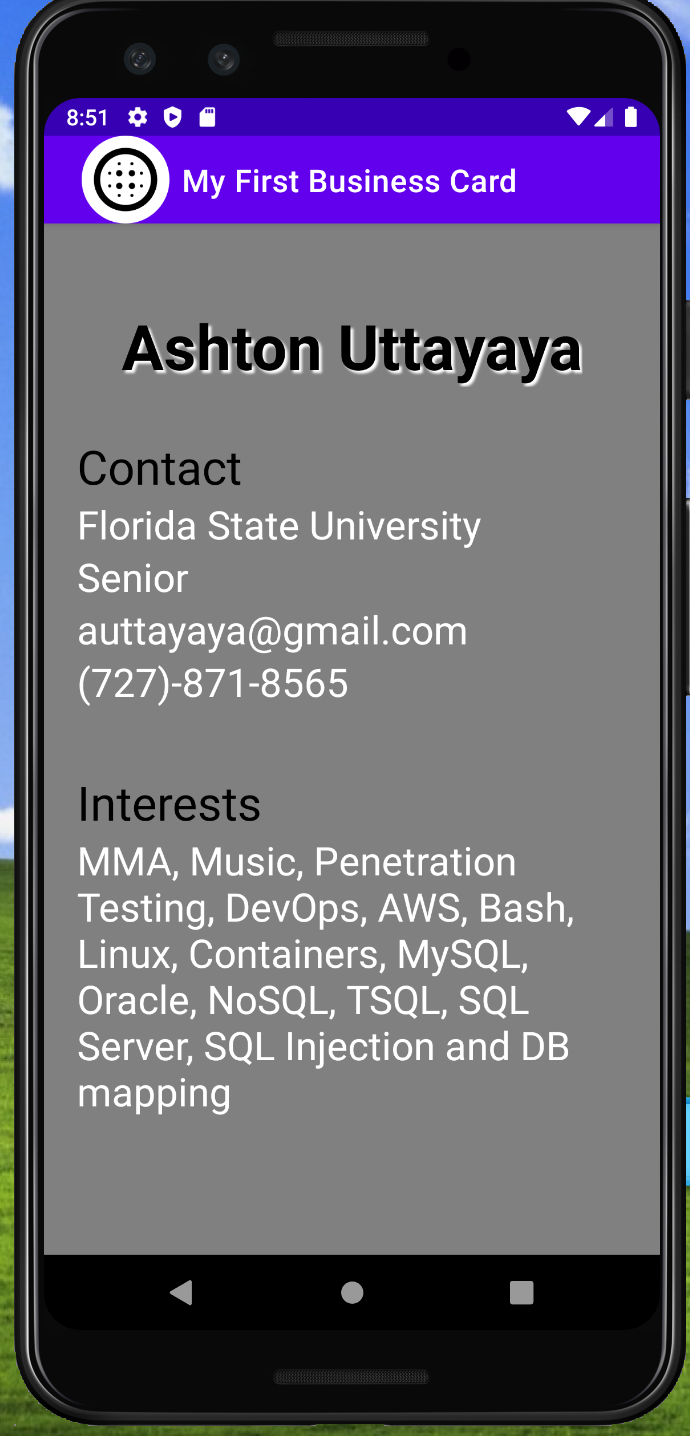 8:51
My First Business Card
Ashton Uttayaya
Contact
Florida State University
Senior
auttayaya@gmail.com
(727)-871-8565
Interests
MMA, Music, Penetration
Testing, DevOps, AWS, Bash,
Linux, Containers, MySQL,
Oracle, NoSQL, TSQL, SQL
Server, SQL Injection and DB
mapping